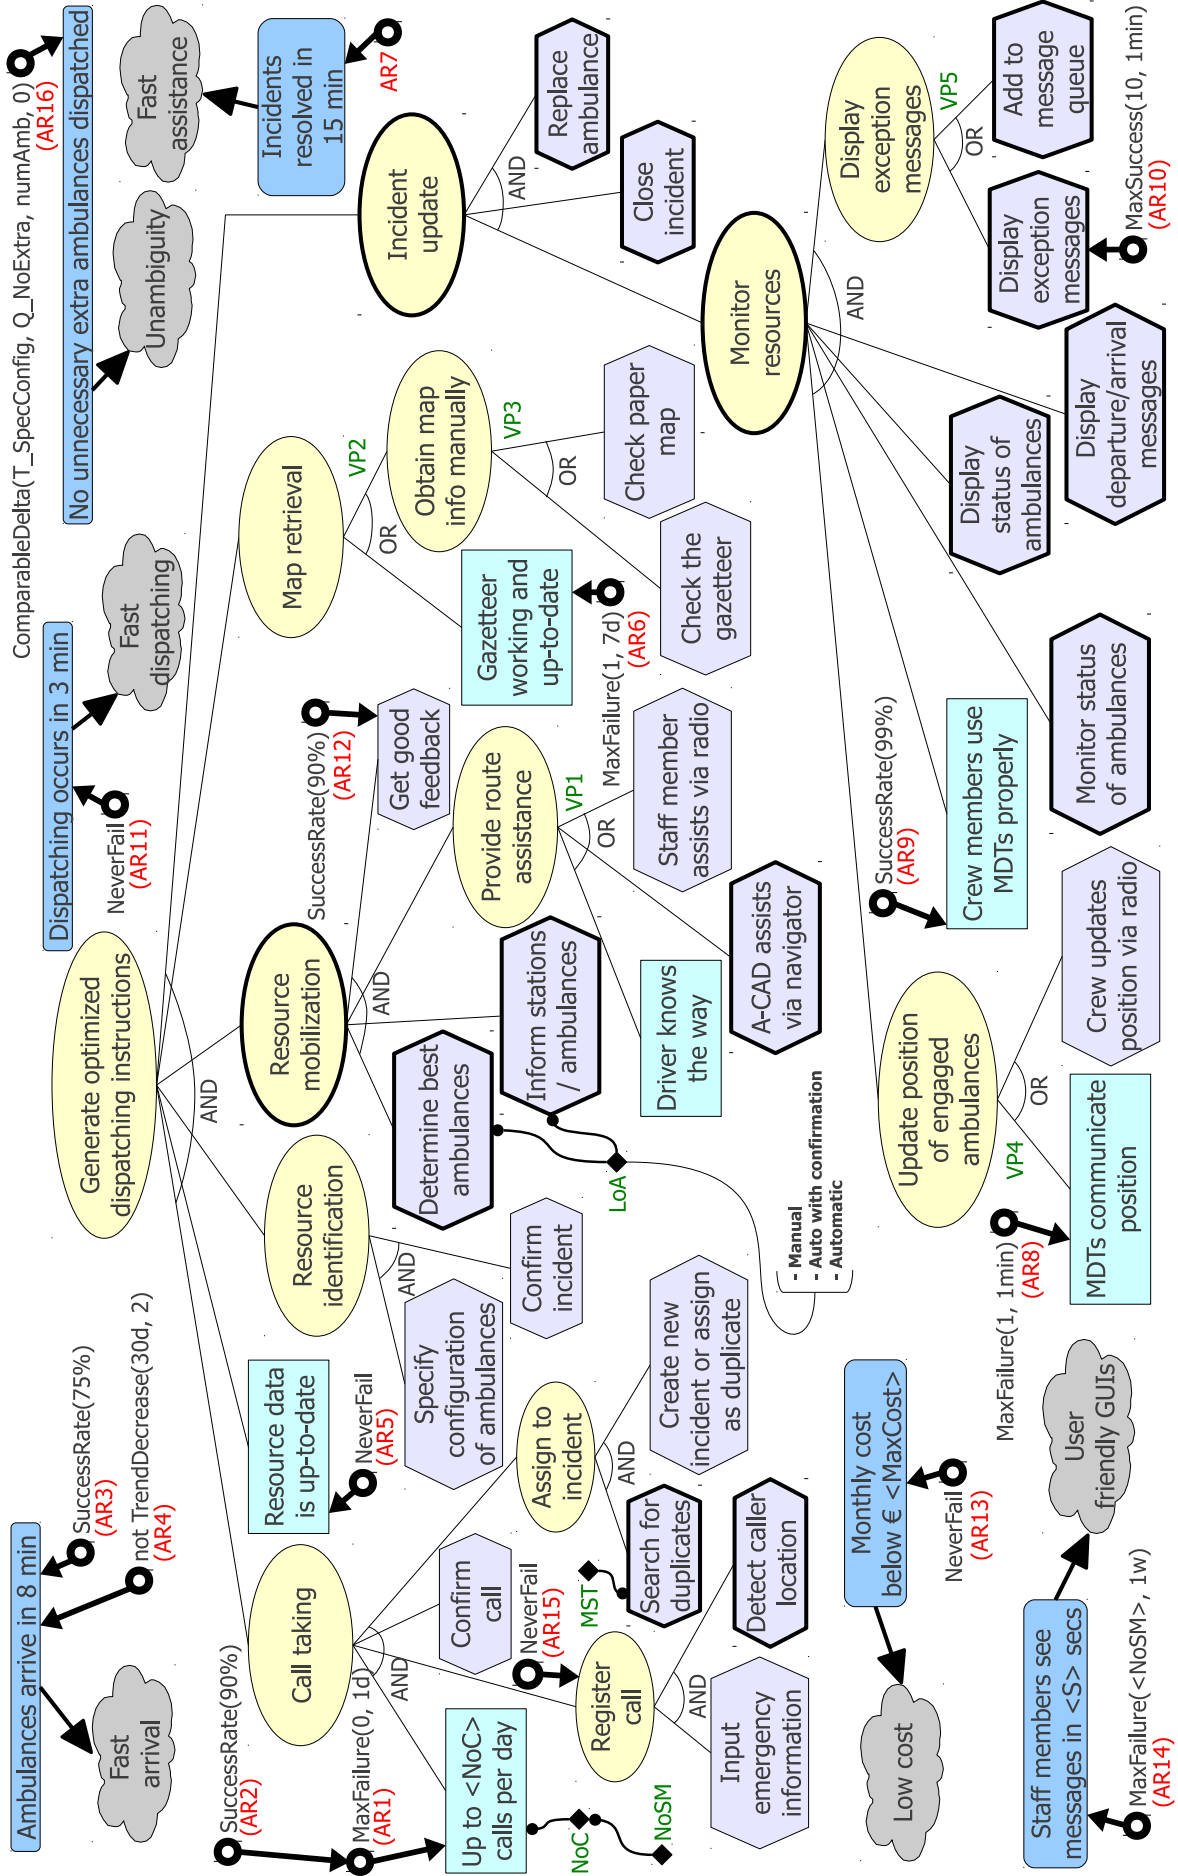 Ambulances arrive in 8 min
SuccessRate(75%)
(AR3)
not TrendDecrease(30d, 2)
(AR4)
Fast
arrival
Generate optimized
dispatching instructions
AND
Dispatching occurs in 3 min
NeverFail
(AR11)
Fast
dispatching
ComparableDelta(T_SpecConfig, Q_NoExtra, numAmb, 0)
(AR16)
No unnecessary extra ambulances dispatched
Unambiguity
Fast
assistance
Incidents
resolved in
15 min
AR7
SuccessRate(90%)
(AR2)
MaxFailure(0, 1d)
(AR1)
Call taking
AND
Up to <NoC>
calls per day
NoC
NoSM
Confirm
call
NeverFail
(AR15)
Register
call
AND
Input
emergency
information
Detect caller
location
Assign to
incident
AND
MST
Search for
duplicates
Create new
incident or assign
as duplicate
Resource data
is up-to-date
NeverFail
(AR5)
Resource
identification
AND
Specify
configuration
of ambulances
Confirm
incident
Resource
mobilization
AND
SuccessRate(90%)
(AR12)
Get good
feedback
Determine best
ambulances
Inform stations
/ ambulances
LoA
- Manual
- Auto with confirmation
- Automatic
Provide route
assistance
VP1
OR
Driver knows
the way
A-CAD assists
via navigator
Staff member
assists via radio
Map retrieval
VP2
OR
Gazetteer
working and
up-to-date
MaxFailure(1, 7d)
(AR6)
Obtain map
info manually
VP3
OR
Check the
gazetteer
Check paper
map
Incident
update
AND
Replace
ambulance
Close
incident
Monitor
resources
AND
Update position
of engaged
ambulances
VP4
OR
MaxFailure(1, 1min)
(AR8)
MDTs communicate
position
Crew updates
position via radio
SuccessRate(99%)
(AR9)
Crew members use
MDTs properly
Monitor status
of ambulances
Display
status of
ambulances
Display
departure/arrival
messages
Display
exception
messages
VP5
OR
Display
exception
messages
Add to
message
queue
MaxSuccess(10, 1min)
(AR10)
Monthly cost
below € <MaxCost>
NeverFail
(AR13)
Low cost
Staff members see
messages in <S> secs
MaxFailure(<NoSM>, 1w)
(AR14)
User
friendly GUIs